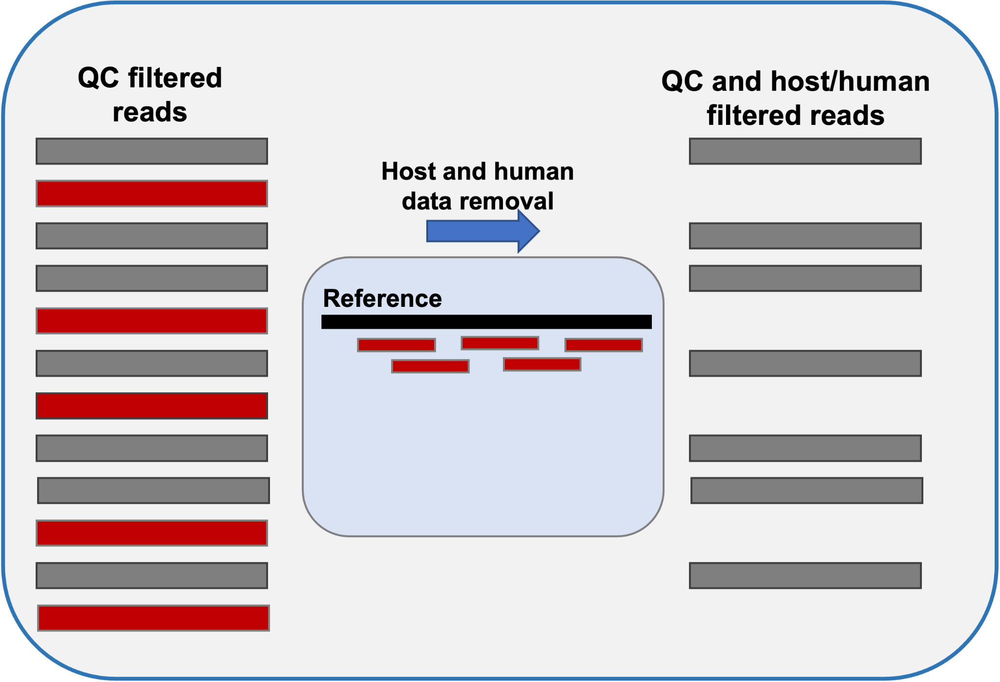 QC filtered
reads
Host and human
data removal
Reference
QC and host/human
filtered reads